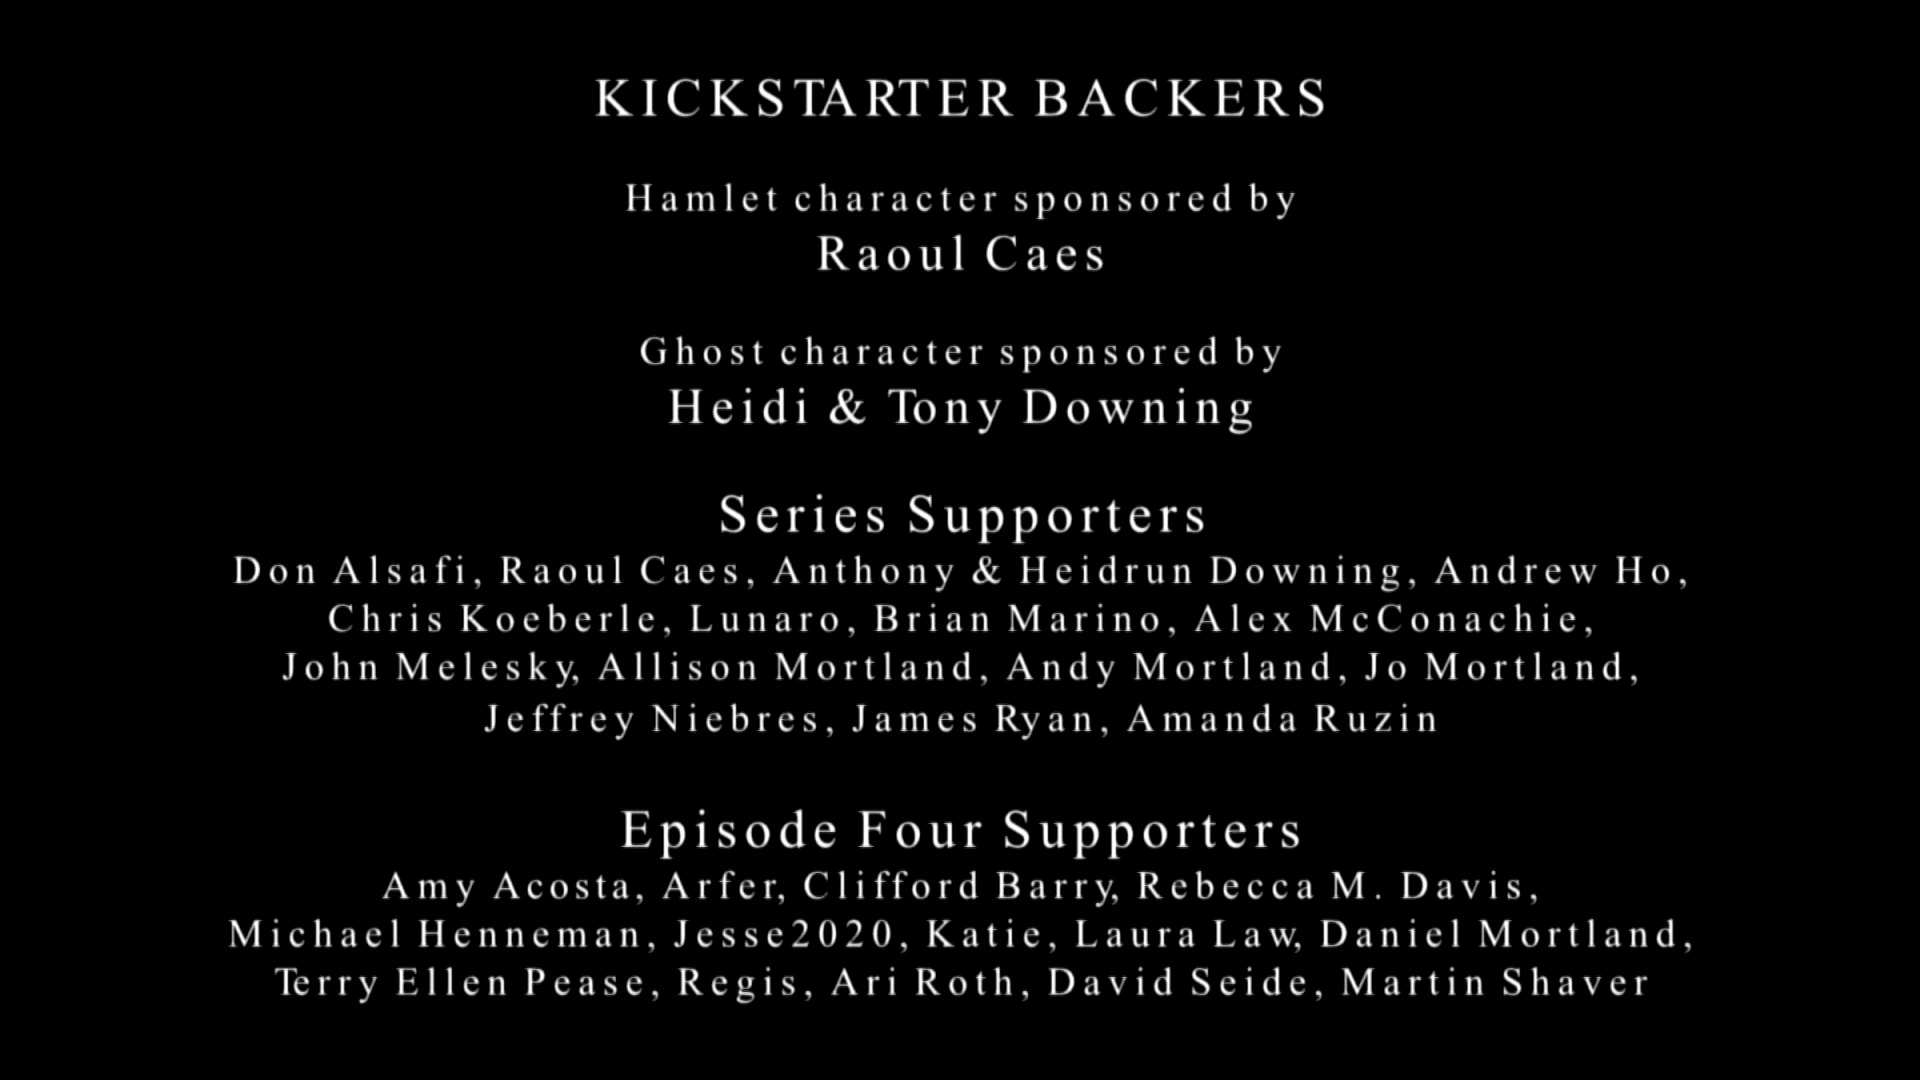 KICKSTARTER BACKERS
Hamlet character sponsored by
Raoul Caes
Ghost character sponsored by
Heidi & Tony Downing
Series Supporters
Don Alsafi, Raoul Caes, Anthony & Heidrun Downing, Andrew Ho,
Chris Koeberle, Lunaro, Brian Marino, Alex McConachie,
John Melesky, Allison Mortland, Andy Mortland, Jo Mortland,
Jeffrey Niebres, James Ryan, Amanda Ruzin
Episode Four Supporters
Amy Acosta, Arfer, Clifford Barry, Rebecca M. Davis,
Michael Henneman, Jesse2020, Katie, Laura Law, Daniel Mortland,
Terry Ellen Pease, Regis, Ari Roth, David Seide, Martin Shaver